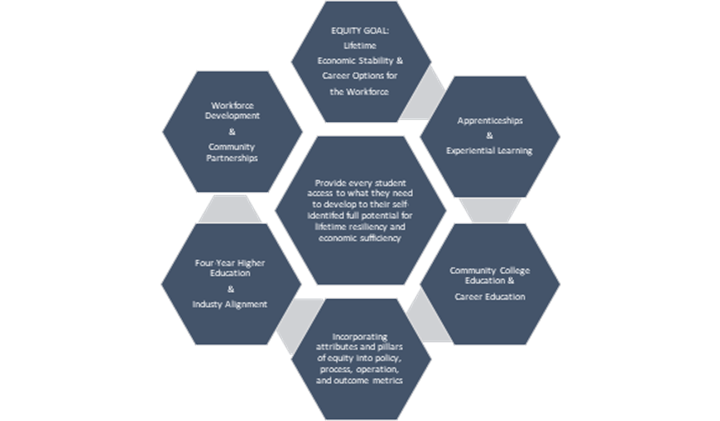 EQUITY GOAL:
Lifetime
Economic Stability &
Career Options for
the Workforce
Apprenticeships
&
Experiential Learning
Community College
Education &
Career Education
Incorporating
attributes and pillars
of equity into policy,
process, operation,
and outcome metrics
Four-Year Higher
Education
&
Industy Alignment
Workforce
Development
&
Community
Partnerships
Provide every student
access to what they need
to develop to their self-
identifed full potential for
lifetime resiliency and
economic sufficiency